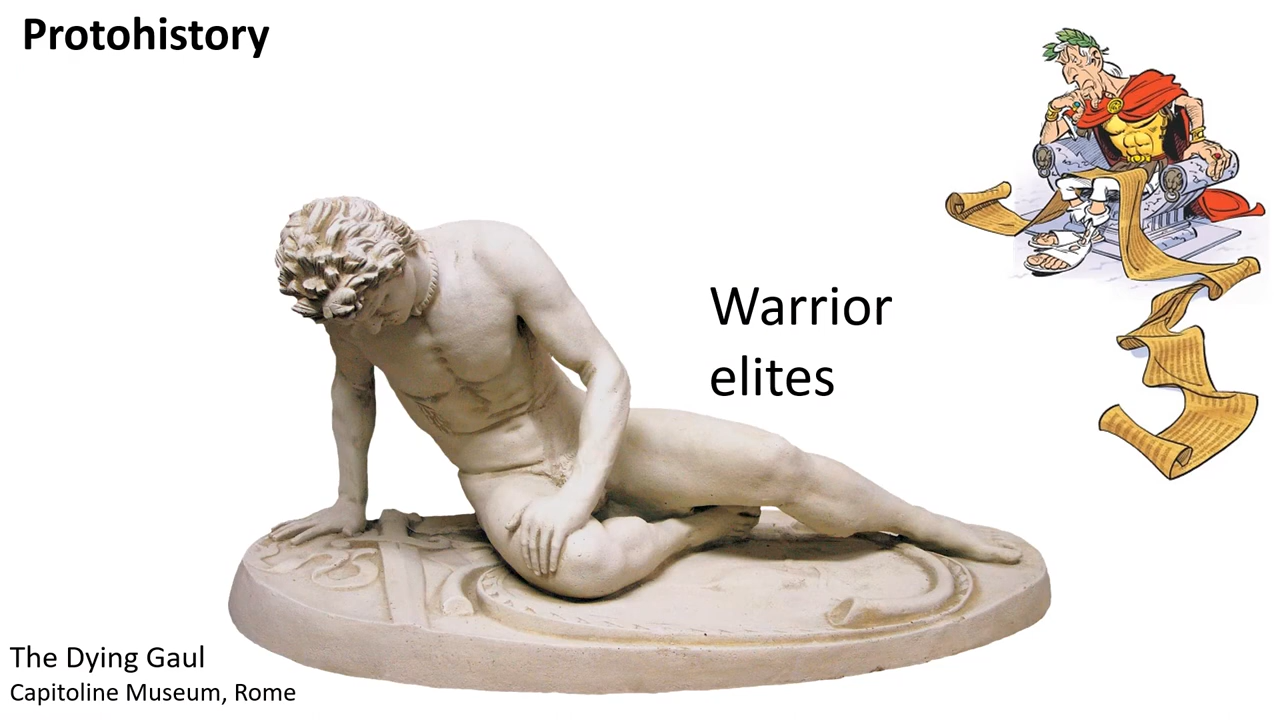 Protohistory
Warrior
elites
The Dying Gaul
Capitoline Museum, Rome